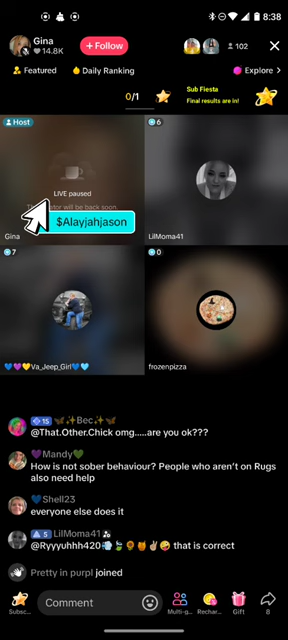 8:38
Gina
14.8K
+ Follow
102
Featured
Daily Ranking
Explore >
0/1
Sub Fiesta
Final results are in!
Host
6
LIVE paused
The creator will be back soon.
$Alayjahjason
Gina
LilMoma41
7
0
💙💜💛Va_Jeep_Girl💙🩵
frozenpizza
15 🦋✨Bec✨🦋
@That.Other.Chick omg.....are you ok???
💜Mandy💚
How is not sober behaviour? People who aren’t on Rugs
also need help
💙Shell23
everyone else does it
5 LilMoma41
@Ryyyuhhh420💨🍃🌻🍯✌🏼🤪 that is correct
Pretty in purpl joined
Comment
Subsc...
Multi-g...
Rechar...
Gift
8